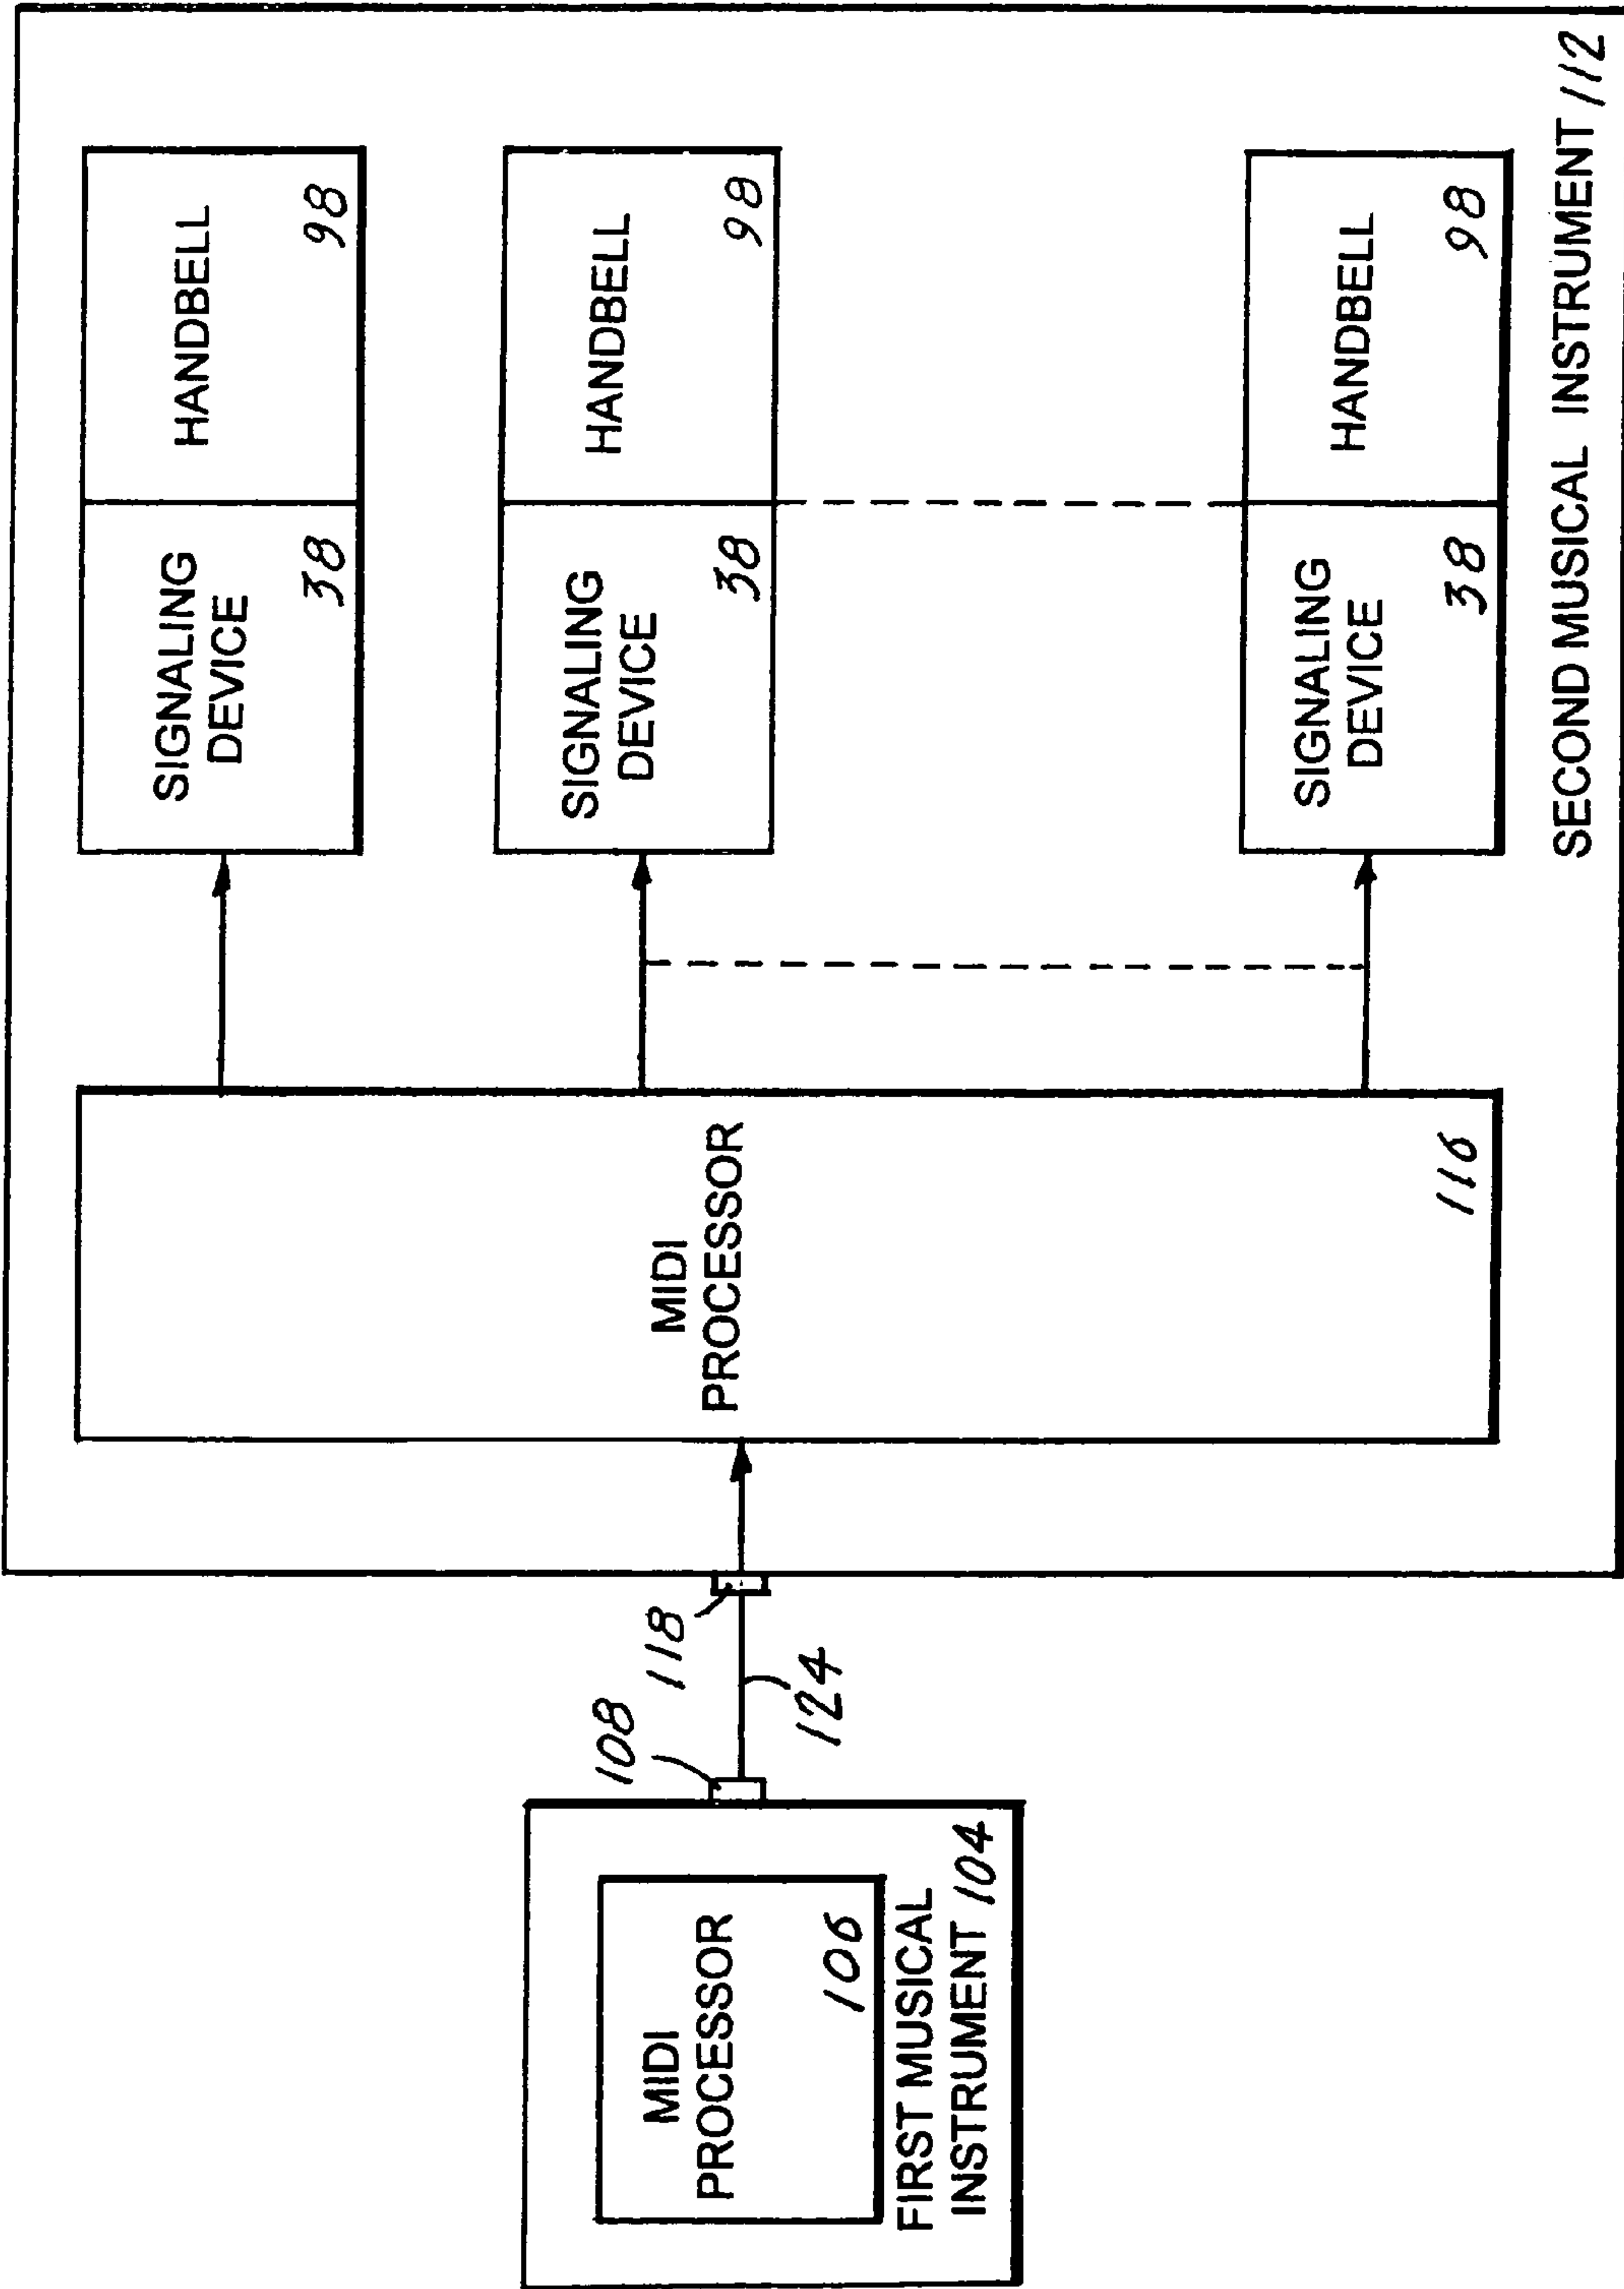 MIDI
PROCESSOR
106
FIRST MUSICAL
INSTRUMENT 104
108
118
124
MIDI
PROCESSOR
116
SIGNALING
DEVICE
38
HANDBELL
98
SIGNALING
DEVICE
38
HANDBELL
98
SIGNALING
DEVICE
38
HANDBELL
98
SECOND MUSICAL INSTRUMENT 112